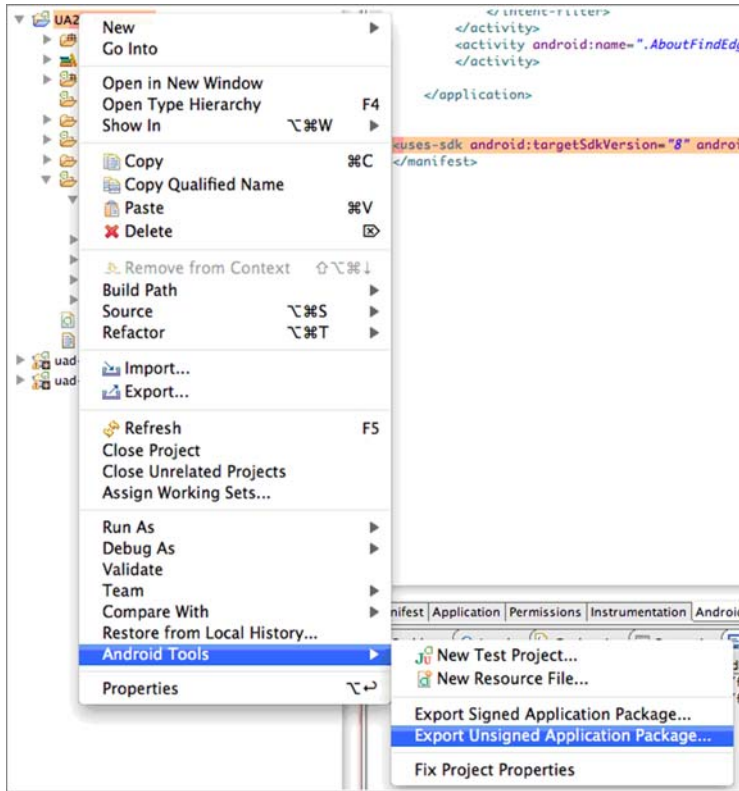 UA2
New
Go Into
Open in New Window
Open Type Hierarchy F4
Show In ⌥⌘W
Copy ⌘C
Copy Qualified Name
Paste ⌘V
Delete ⌦
Remove from Context ⇧⌥⌘↓
Build Path
Source ⌥⌘S
Refactor ⌥⌘T
Import...
Export...
Refresh F5
Close Project
Close Unrelated Projects
Assign Working Sets...
Run As
Debug As
Validate
Team
Compare With
Restore from Local History...
Android Tools
Properties ⌥↩
uad
uad
</intent-filter>
</activity>
<activity android:name=".AboutFindEdg
</activity>
</application>
<uses-sdk android:targetSdkVersion="8" androi
</manifest>
nifest Application Permissions Instrumentation Androi
New Test Project...
New Resource File...
Export Signed Application Package...
Export Unsigned Application Package...
Fix Project Properties